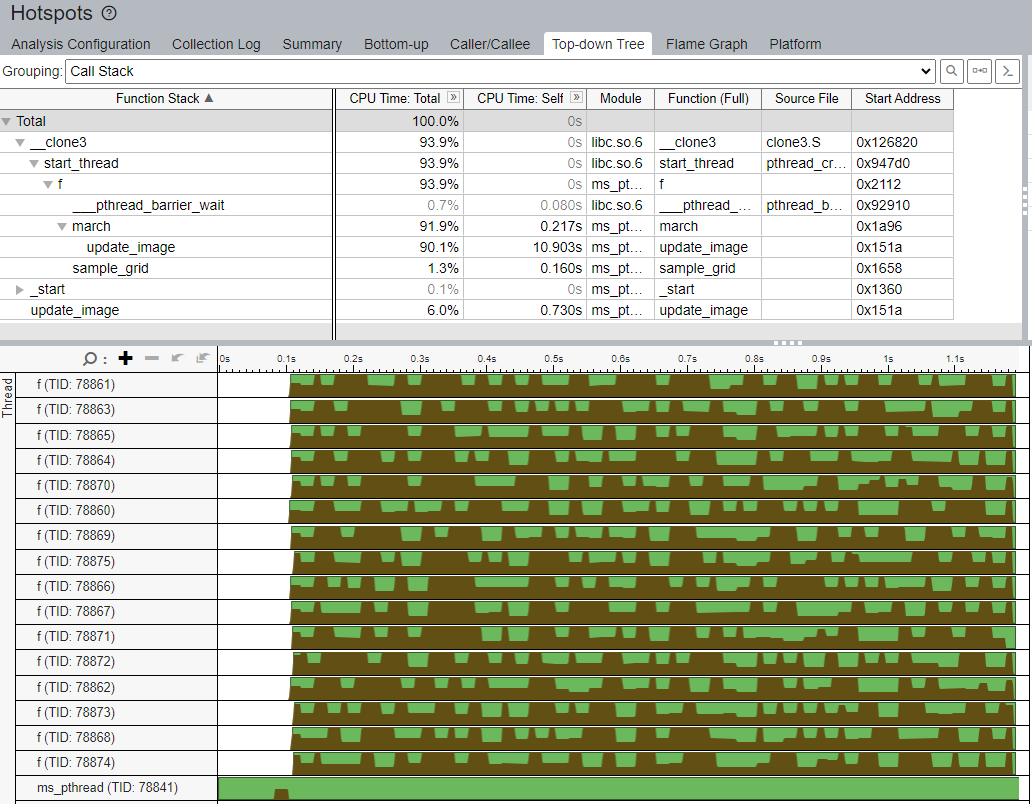 Hotspots ?
Analysis Configuration Collection Log Summary Bottom-up Caller/Callee Top-down Tree Flame Graph Platform
Grouping: Call Stack
Function Stack ▲ CPU Time: Total » CPU Time: Self » Module Function (Full) Source File Start Address
Total 100.0% 0s
__clone3 93.9% 0s libc.so.6 __clone3 clone3.S 0x126820
start_thread 93.9% 0s libc.so.6 start_thread pthread_cr... 0x947d0
f 93.9% 0s ms_pt... f 0x2112
___pthread_barrier_wait 0.7% 0.080s libc.so.6 ___pthread_... pthread_b... 0x92910
march 91.9% 0.217s ms_pt... march 0x1a96
update_image 90.1% 10.903s ms_pt... update_image 0x151a
sample_grid 1.3% 0.160s ms_pt... sample_grid 0x1658
_start 0.1% 0s ms_pt... _start 0x1360
update_image 6.0% 0.730s ms_pt... update_image 0x151a
0s 0.1s 0.2s 0.3s 0.4s 0.5s 0.6s 0.7s 0.8s 0.9s 1s 1.1s
Thread
f (TID: 78861)
f (TID: 78863)
f (TID: 78865)
f (TID: 78864)
f (TID: 78870)
f (TID: 78860)
f (TID: 78869)
f (TID: 78875)
f (TID: 78866)
f (TID: 78867)
f (TID: 78871)
f (TID: 78872)
f (TID: 78862)
f (TID: 78873)
f (TID: 78868)
f (TID: 78874)
ms_pthread (TID: 78841)